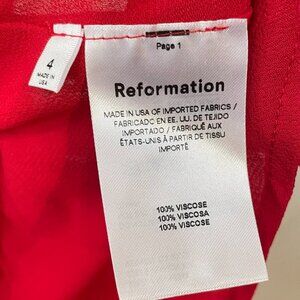 4
MADE IN
USA
Page 1
Reformation
MADE IN USA OF IMPORTED FABRICS /
FABRICADO EN EE. UU. DE TEJIDO
IMPORTADO / FABRIQUÉ AUX
ÉTATS-UNIS À PARTIR DE TISSU
IMPORTÉ
100% VISCOSE
100% VISCOSA
100% VISCOSE